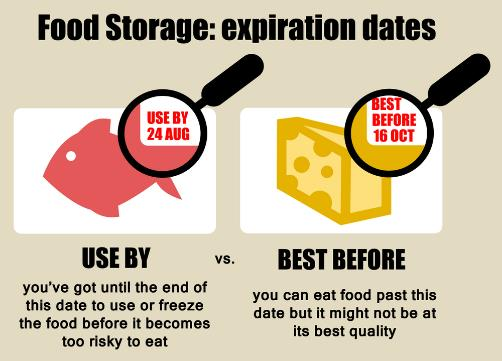 Food Storage: expiration dates
USE BY
24 AUG
BEST
BEFORE
16 OCT
USE BY
vs.
BEST BEFORE
you've got until the end of
this date to use or freeze
the food before it becomes
too risky to eat
you can eat food past this
date but it might not be at
its best quality